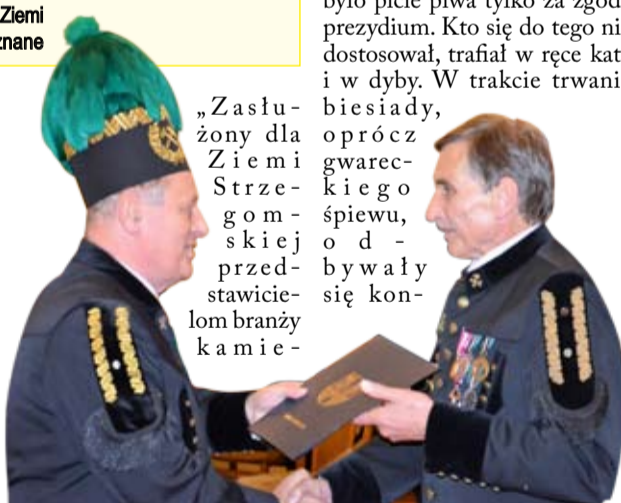 Ziemi
znane
„Zasłu-
żony dla
Ziemi
Strze-
gom-
skiej
przed-
stawicie-
lom branży
kamie-
było picie piwa tylko za zgod
prezydium. Kto się do tego ni
dostosował, trafiał w ręce kat
i w dyby. W trakcie trwani
biesiady,
oprócz
gwarec-
kiego
śpiewu,
od-
bywały
się kon-